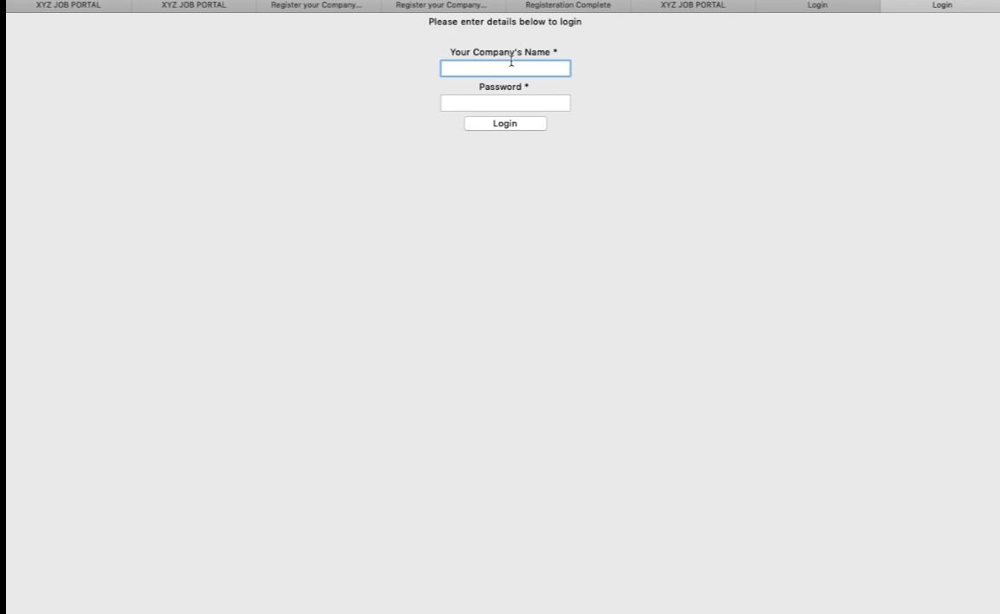 XYZ JOB PORTAL XYZ JOB PORTAL Register your Company... Register your Company... Registeration Complete XYZ JOB PORTAL Login Login
Please enter details below to login
Your Company's Name *
Password *
Login